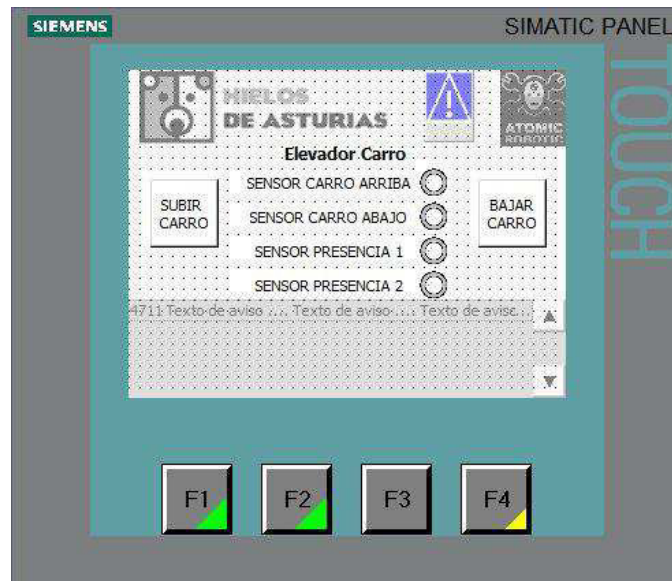 SIEMENS
SIMATIC PANEL
TOUCH
HIELOS
DE ASTURIAS
ATOMIC
ROBOTIC
Elevador Carro
SENSOR CARRO ARRIBA
SUBIR
CARRO
SENSOR CARRO ABAJO
BAJAR
CARRO
SENSOR PRESENCIA 1
SENSOR PRESENCIA 2
4711 Texto de aviso .... Texto de aviso .... Texto de avisc...
F1
F2
F3
F4